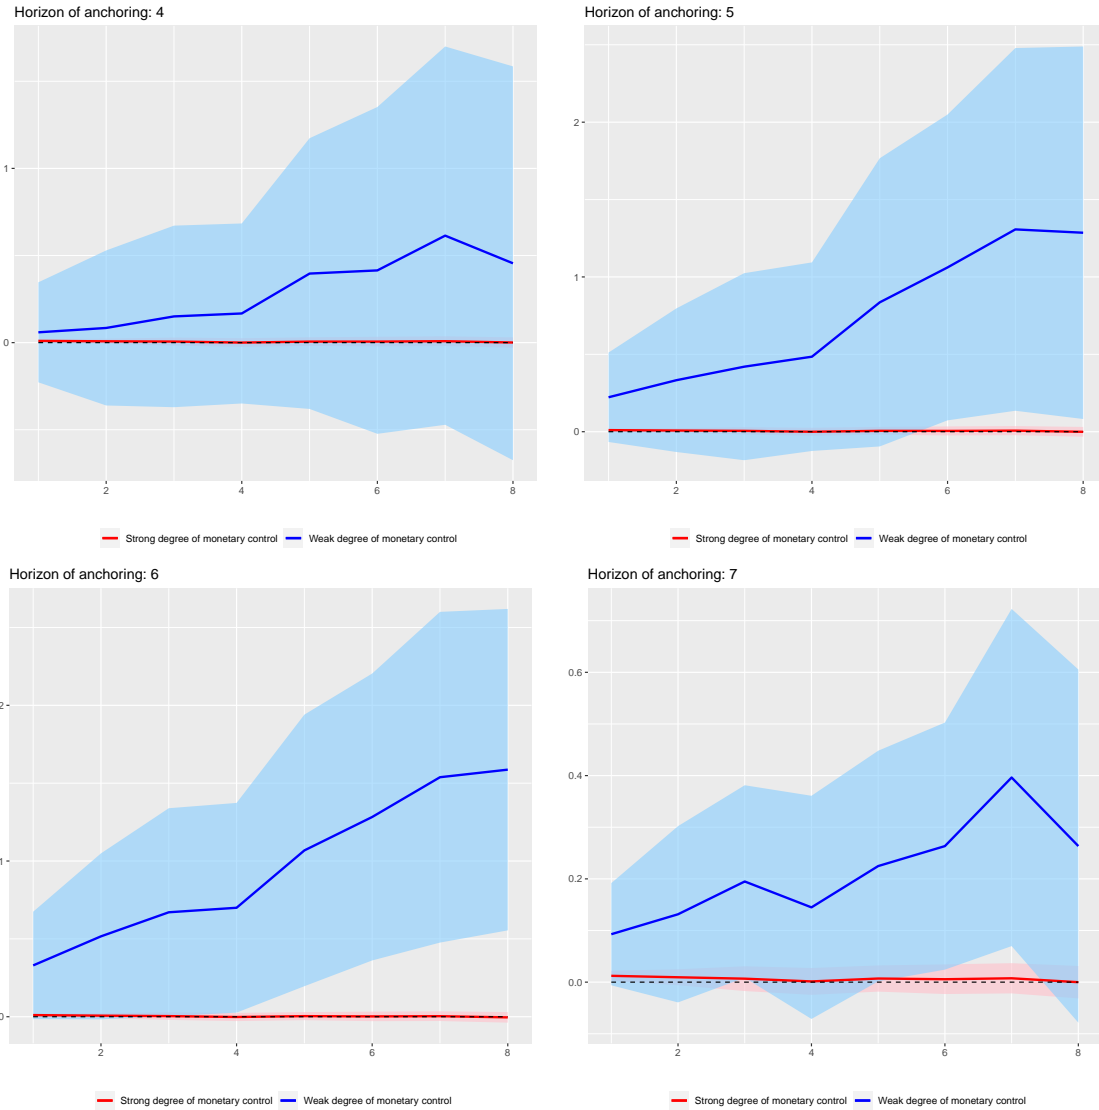 Horizon of anchoring: 4
1
0
2 4 6 8
Strong degree of monetary control Weak degree of monetary control
Horizon of anchoring: 5
2
1
0
2 4 6 8
Strong degree of monetary control Weak degree of monetary control
Horizon of anchoring: 6
2
1
0
2 4 6 8
Strong degree of monetary control Weak degree of monetary control
Horizon of anchoring: 7
0.6
0.4
0.2
0.0
2 4 6 8
Strong degree of monetary control Weak degree of monetary control